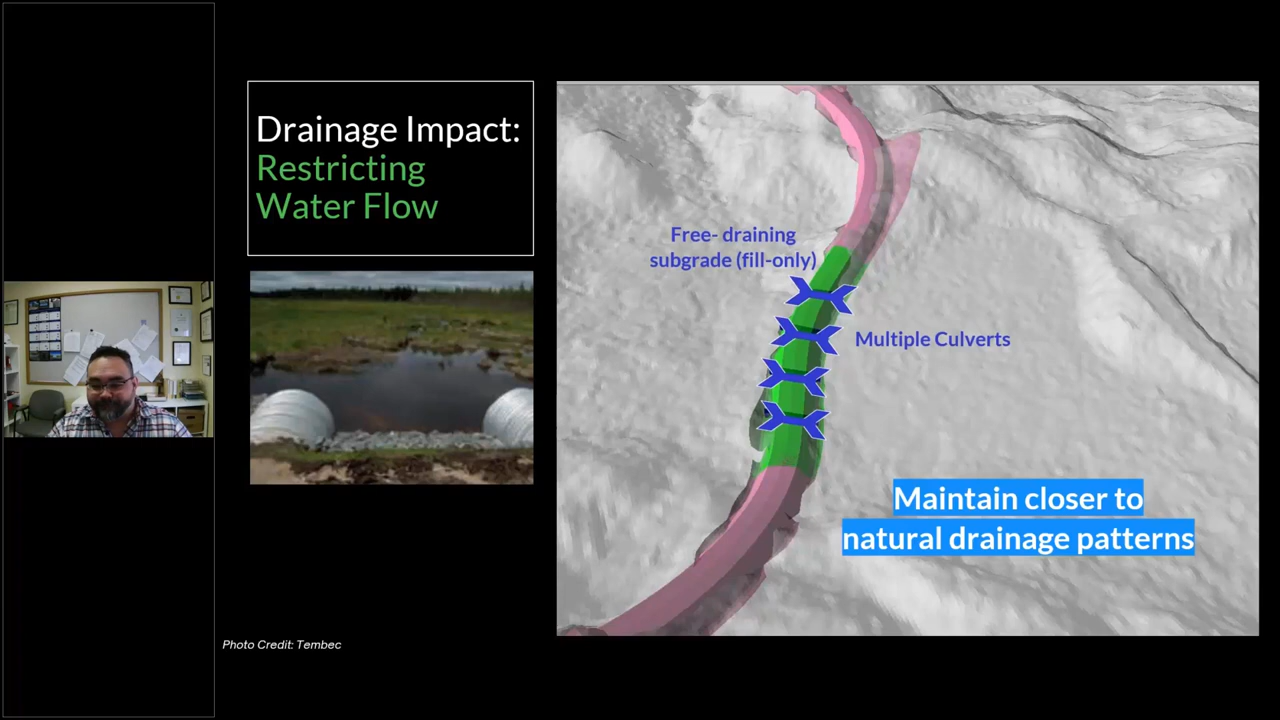 Drainage Impact:
Restricting
Water Flow
Free- draining
subgrade (fill-only)
Multiple Culverts
Maintain closer to
natural drainage patterns
Photo Credit: Tembec